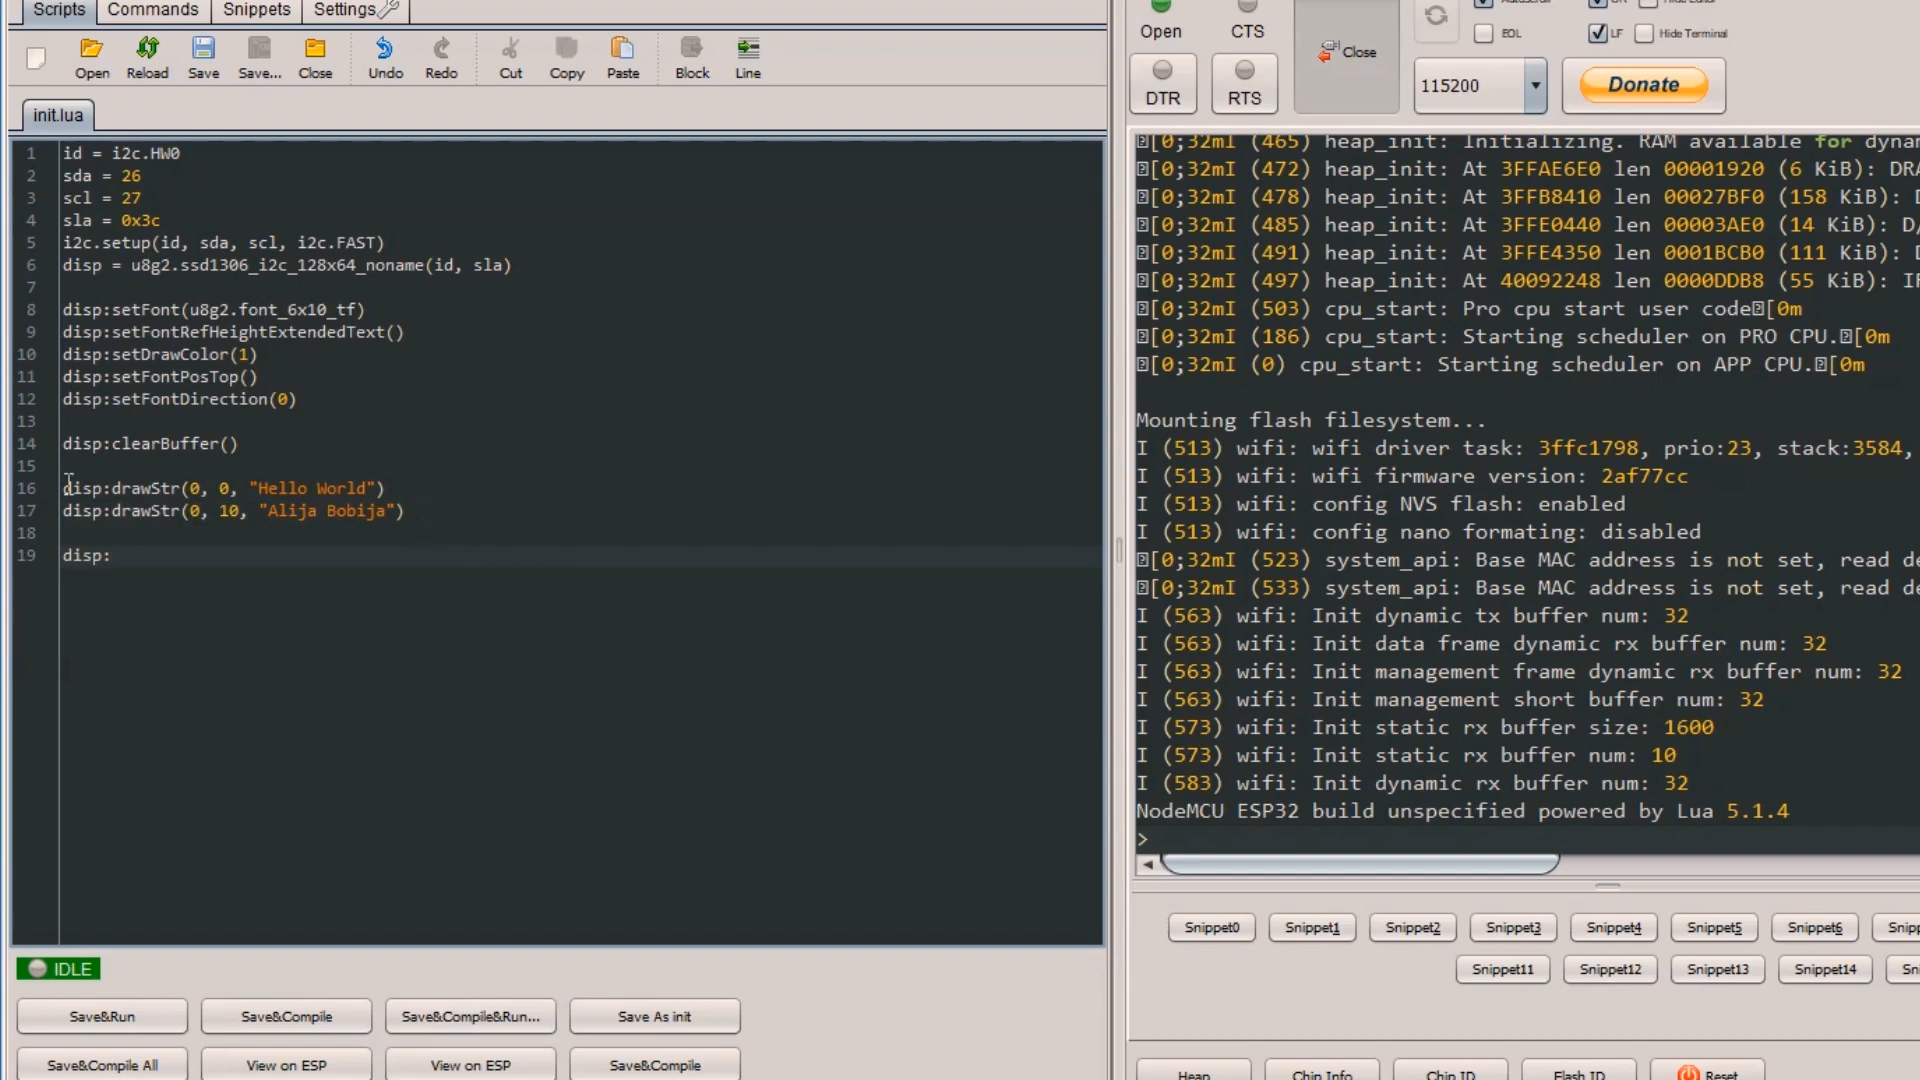 Scripts Commands Snippets Settings
Open Reload Save Save... Close Undo Redo Cut Copy Paste Block Line
init.lua
1 id = i2c.HW0
2 sda = 26
3 scl = 27
4 sla = 0x3c
5 i2c.setup(id, sda, scl, i2c.FAST)
6 disp = u8g2.ssd1306_i2c_128x64_noname(id, sla)
7
8 disp:setFont(u8g2.font_6x10_tf)
9 disp:setFontRefHeightExtendedText()
10 disp:setDrawColor(1)
11 disp:setFontPosTop()
12 disp:setFontDirection(0)
13
14 disp:clearBuffer()
15
16 disp:drawStr(0, 0, "Hello World")
17 disp:drawStr(0, 10, "Alija Bobija")
18
19 disp:
IDLE
Save&Run Save&Compile Save&Compile&Run... Save As init
Save&Compile All View on ESP View on ESP Save&Compile
Open CTS Close EOL LF Hide Terminal
DTR RTS 115200 Donate
[0;32mI (465) heap_init: Initializing. RAM available for dynam
[0;32mI (472) heap_init: At 3FFAE6E0 len 00001920 (6 KiB): DRA
[0;32mI (478) heap_init: At 3FFB8410 len 00027BF0 (158 KiB):
[0;32mI (485) heap_init: At 3FFE0440 len 00003AE0 (14 KiB): D/
[0;32mI (491) heap_init: At 3FFE4350 len 0001BCB0 (111 KiB):
[0;32mI (497) heap_init: At 40092248 len 0000DDB8 (55 KiB):
[0;32mI (503) cpu_start: Pro cpu start user code[0m
[0;32mI (186) cpu_start: Starting scheduler on PRO CPU.[0m
[0;32mI (0) cpu_start: Starting scheduler on APP CPU.[0m
Mounting flash filesystem...
I (513) wifi: wifi driver task: 3ffc1798, prio:23, stack:3584,
I (513) wifi: wifi firmware version: 2af77cc
I (513) wifi: config NVS flash: enabled
I (513) wifi: config nano formating: disabled
[0;32mI (523) system_api: Base MAC address is not set, read de
[0;32mI (533) system_api: Base MAC address is not set, read de
I (563) wifi: Init dynamic tx buffer num: 32
I (563) wifi: Init data frame dynamic rx buffer num: 32
I (563) wifi: Init management frame dynamic rx buffer num: 32
I (563) wifi: Init management short buffer num: 32
I (573) wifi: Init static rx buffer size: 1600
I (573) wifi: Init static rx buffer num: 10
I (583) wifi: Init dynamic rx buffer num: 32
NodeMCU ESP32 build unspecified powered by Lua 5.1.4
>
Snippet0 Snippet1 Snippet2 Snippet3 Snippet4 Snippet5 Snippet6 Snipp
Snippet11 Snippet12 Snippet13 Snippet14 Sn
Heap Chip Info Chip ID Flash ID Reset